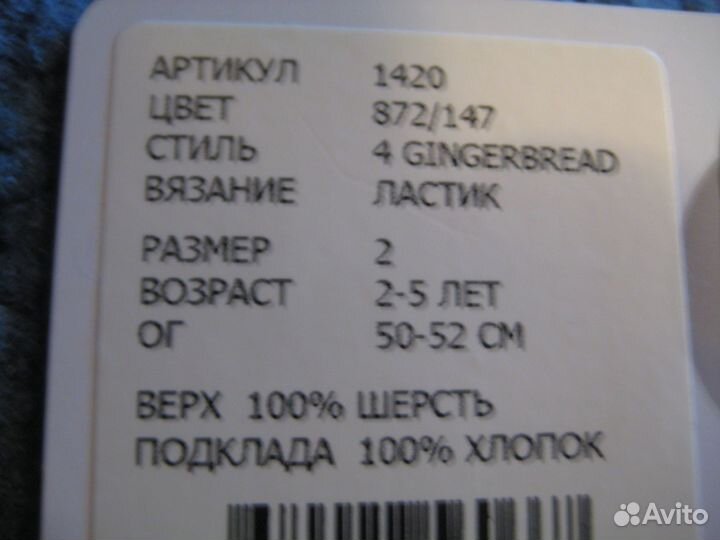 АРТИКУЛ 1420
ЦВЕТ 872/147
СТИЛЬ 4 GINGERBREAD
ВЯЗАНИЕ ЛАСТИК
РАЗМЕР 2
ВОЗРАСТ 2-5 ЛЕТ
ОГ 50-52 СМ
ВЕРХ 100% ШЕРСТЬ
ПОДКЛАДА 100% ХЛОПОК
Avito